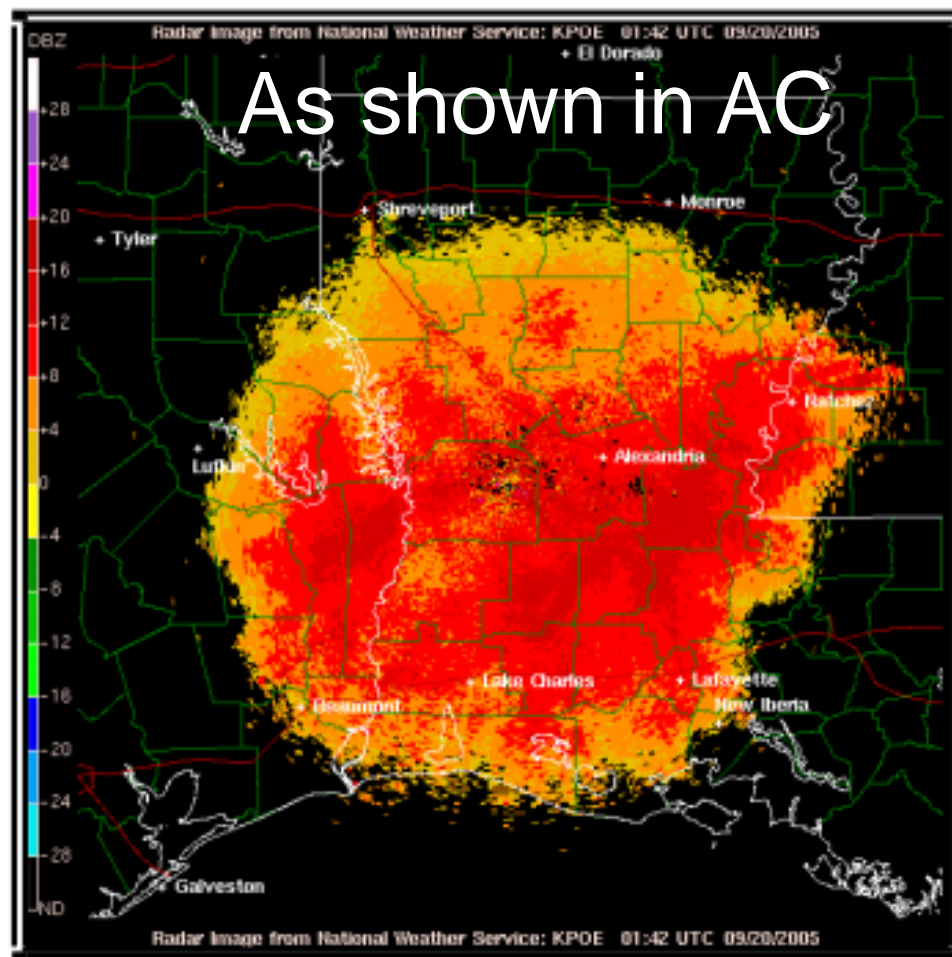 Radar Image from National Weather Service: KPOE 01:42 UTC 09/20/2005
DBZ
+ El Dorado
As shown in AC
+28
+24
+20
+16
+12
+8
+4
0
-4
-8
-12
-16
-20
-24
-28
ND
+ Shreveport
+ Monroe
+ Tyler
+ Natchez
+ Alexandria
Lufkin
+ Lake Charles
+ Lafayette
New Iberia
+ Beaumont
+ Galveston
Radar Image from National Weather Service: KPOE 01:42 UTC 09/20/2005